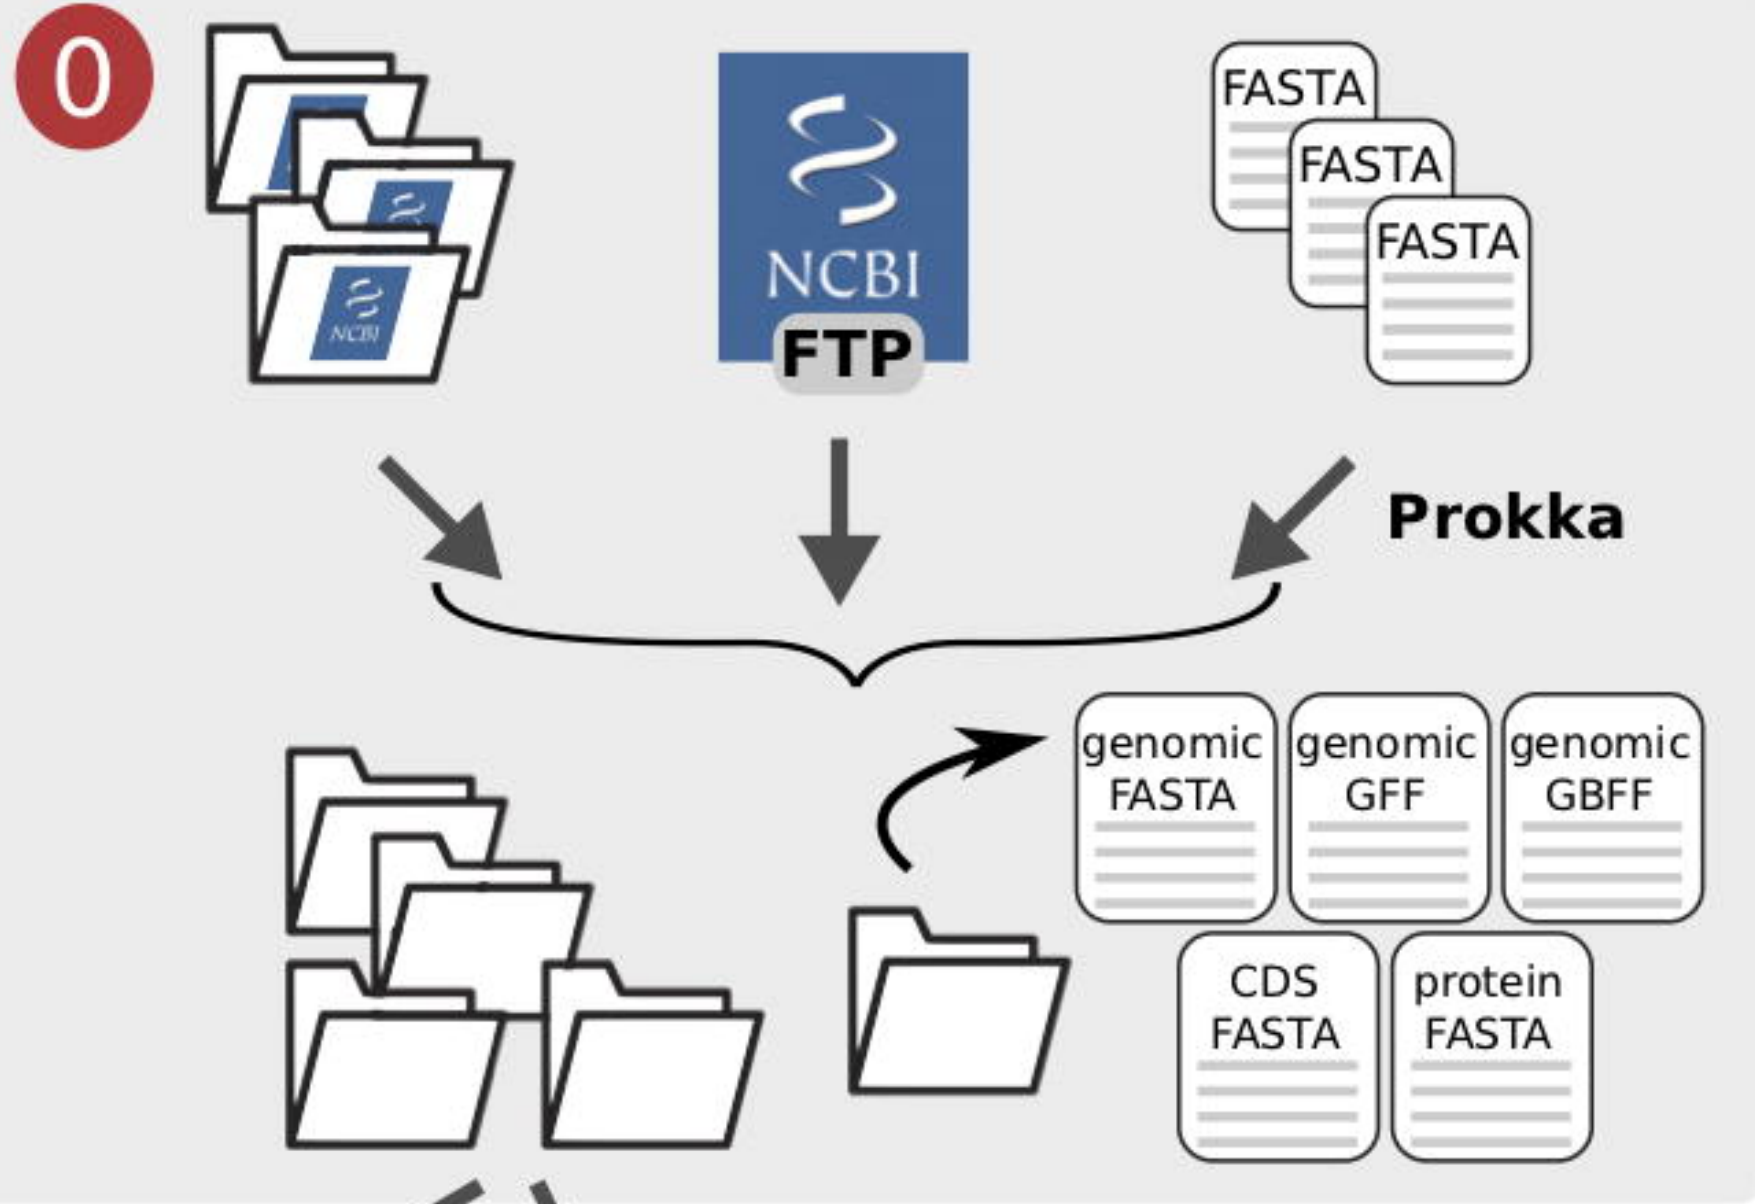 0
NCBI
NCBI
FTP
FASTA
FASTA
FASTA
Prokka
genomic
FASTA
genomic
GFF
genomic
GBFF
CDS
FASTA
protein
FASTA